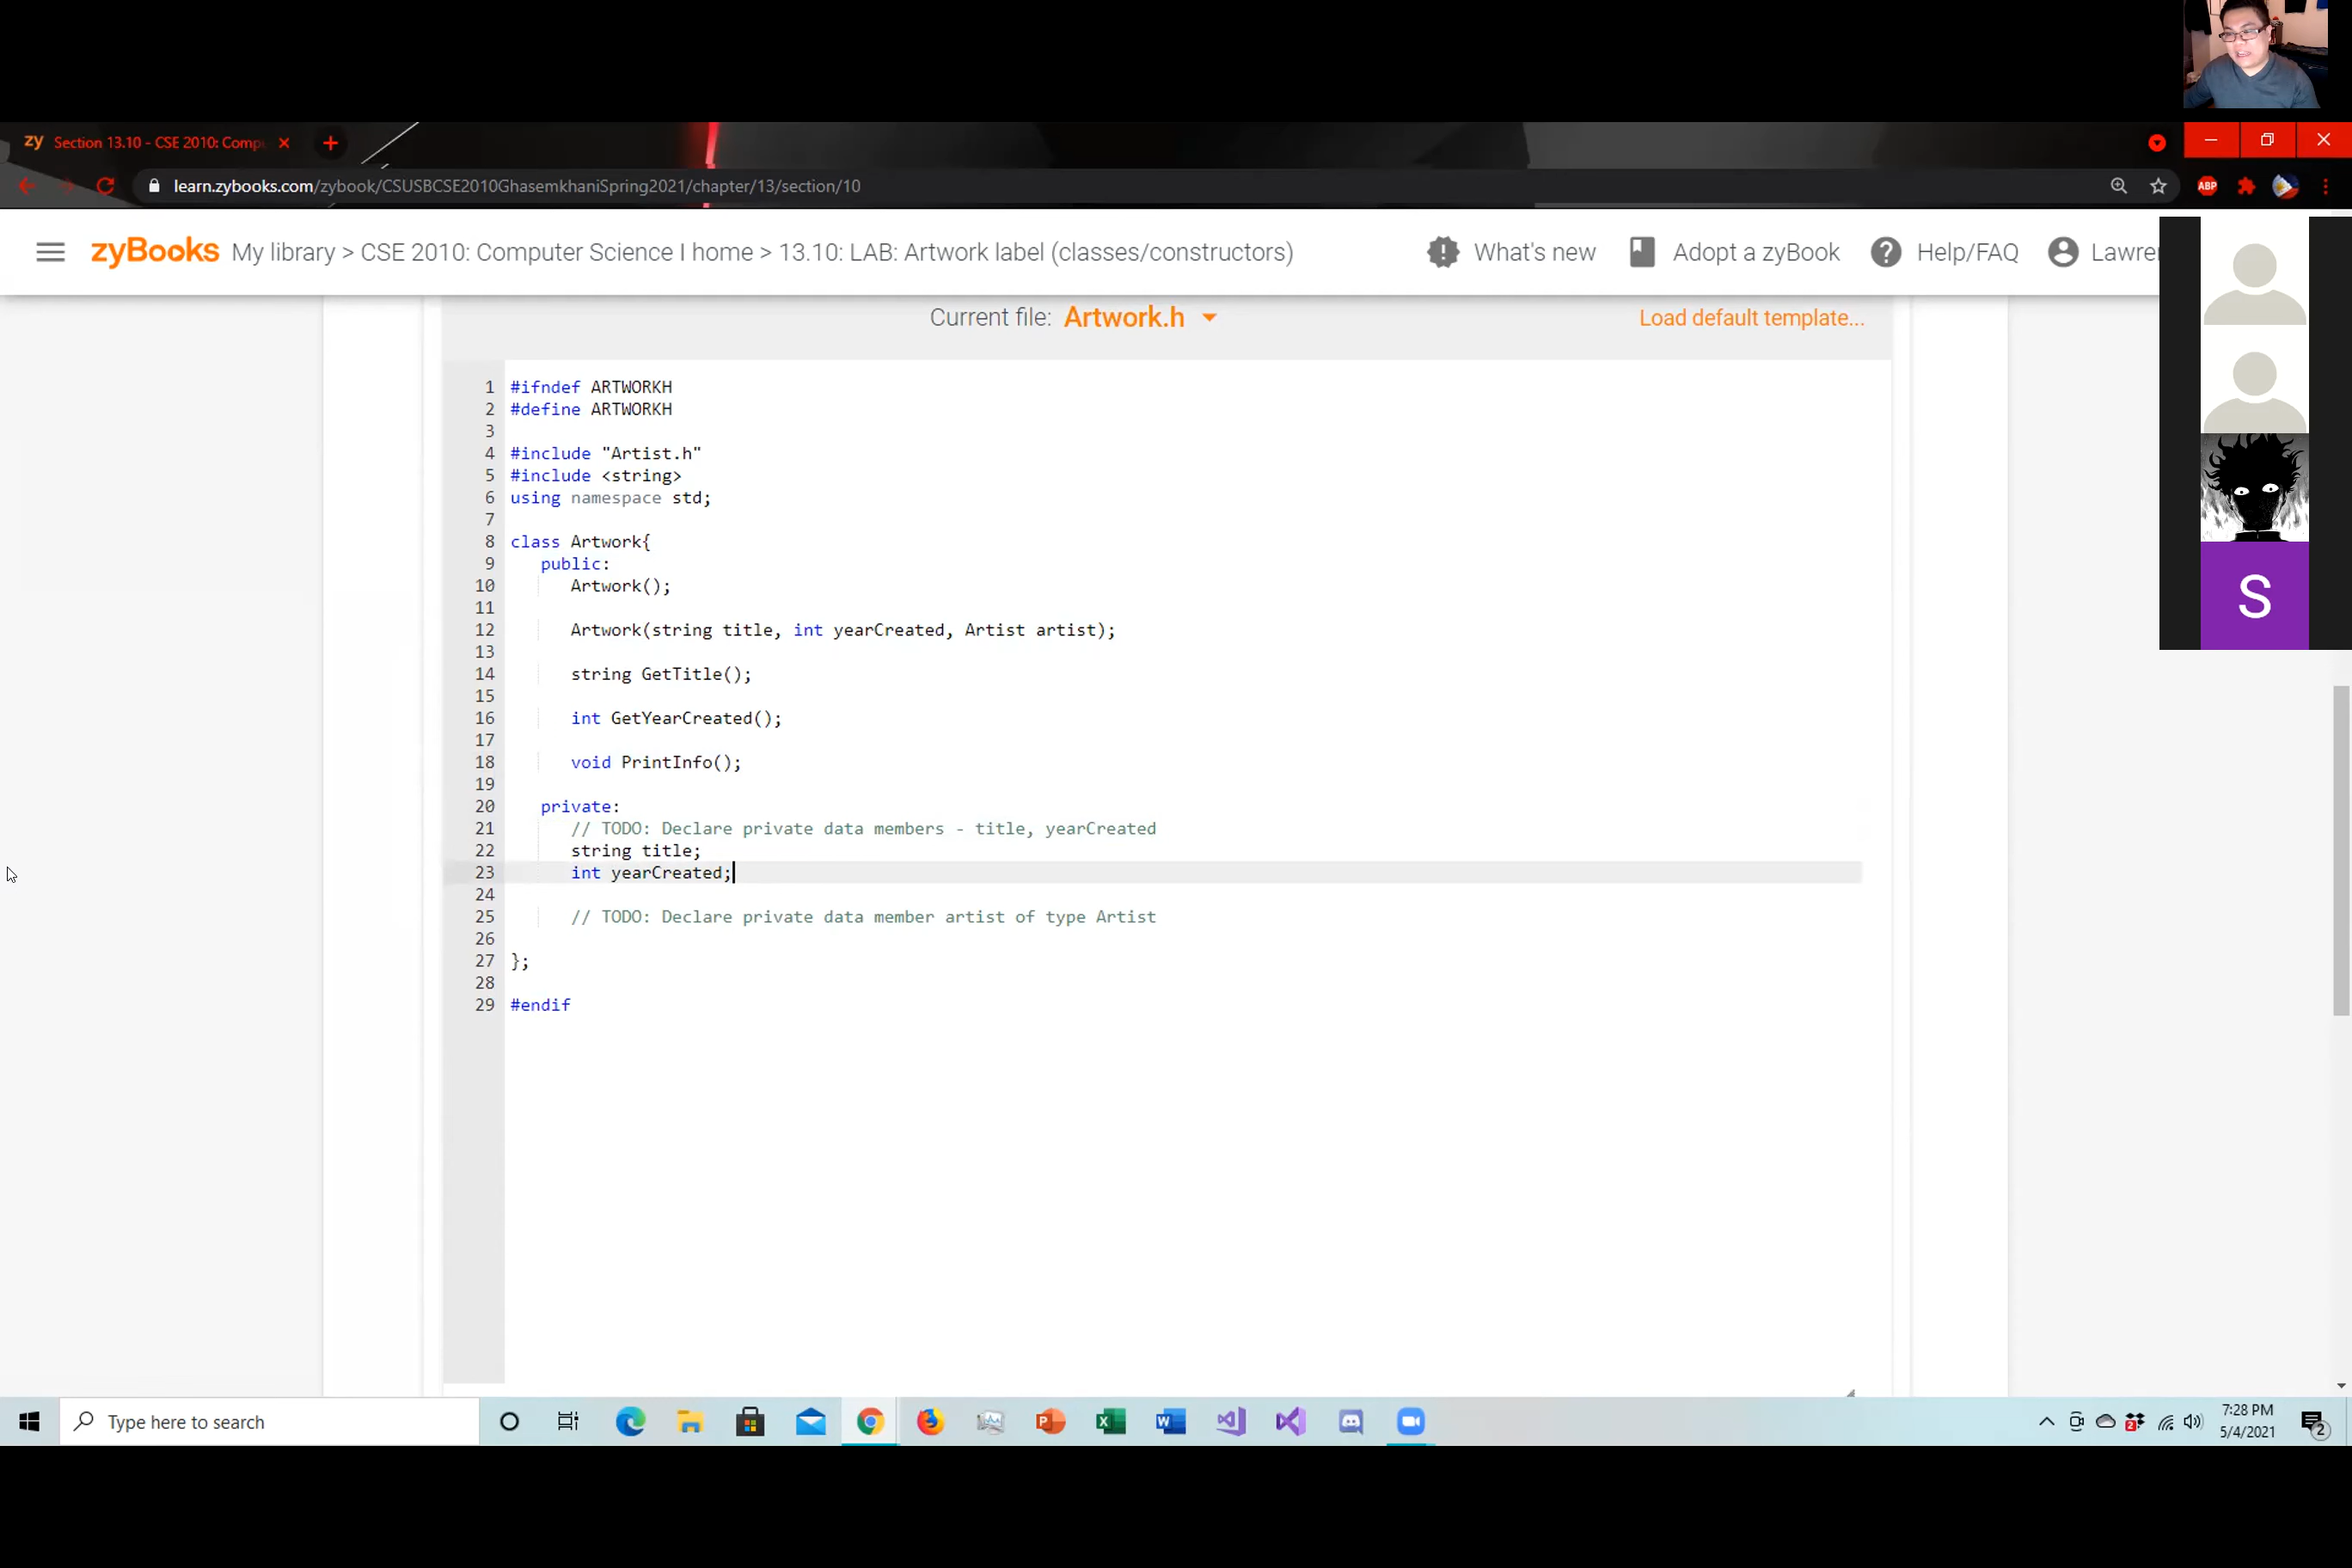 zy Section 13.10 - CSE 2010: Comp
learn.zybooks.com/zybook/CSUSBCSE2010GhasemkhaniSpring2021/chapter/13/section/10
ABP
zyBooks My library > CSE 2010: Computer Science I home > 13.10: LAB: Artwork label (classes/constructors)
What's new
Adopt a zyBook
Help/FAQ
Lawre
Current file: Artwork.h
Load default template...
1 #ifndef ARTWORKH
2 #define ARTWORKH
3
4 #include "Artist.h"
5 #include <string>
6 using namespace std;
7
8 class Artwork{
9 public:
10 Artwork();
11
12 Artwork(string title, int yearCreated, Artist artist);
13
14 string GetTitle();
15
16 int GetYearCreated();
17
18 void PrintInfo();
19
20 private:
21 // TODO: Declare private data members - title, yearCreated
22 string title;
23 int yearCreated;
24
25 // TODO: Declare private data member artist of type Artist
26
27 };
28
29 #endif
S
Type here to search
7:28 PM
5/4/2021
2